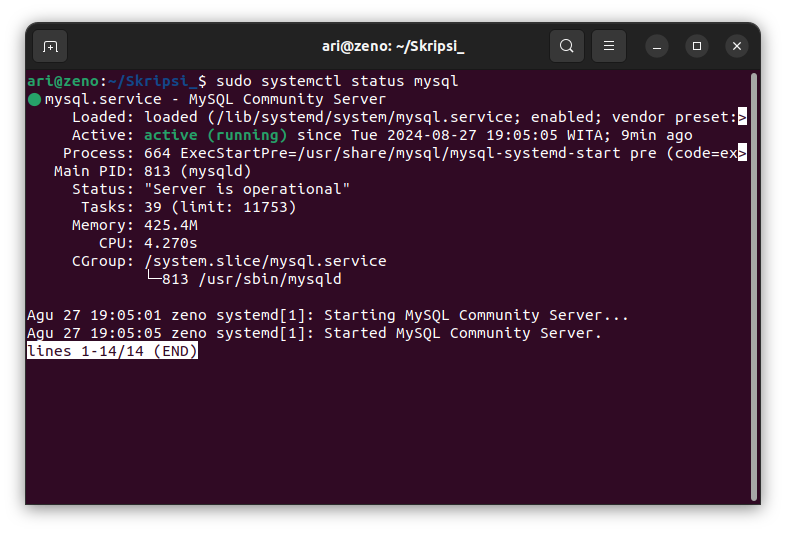 ari@zeno: ~/Skripsi_
ari@zeno:~/Skripsi_$ sudo systemctl status mysql
mysql.service - MySQL Community Server
Loaded: loaded (/lib/systemd/system/mysql.service; enabled; vendor preset:>
Active: active (running) since Tue 2024-08-27 19:05:05 WITA; 9min ago
Process: 664 ExecStartPre=/usr/share/mysql/mysql-systemd-start pre (code=ex>
Main PID: 813 (mysqld)
Status: "Server is operational"
Tasks: 39 (limit: 11753)
Memory: 425.4M
CPU: 4.270s
CGroup: /system.slice/mysql.service
└─813 /usr/sbin/mysqld
Agu 27 19:05:01 zeno systemd[1]: Starting MySQL Community Server...
Agu 27 19:05:05 zeno systemd[1]: Started MySQL Community Server.
lines 1-14/14 (END)